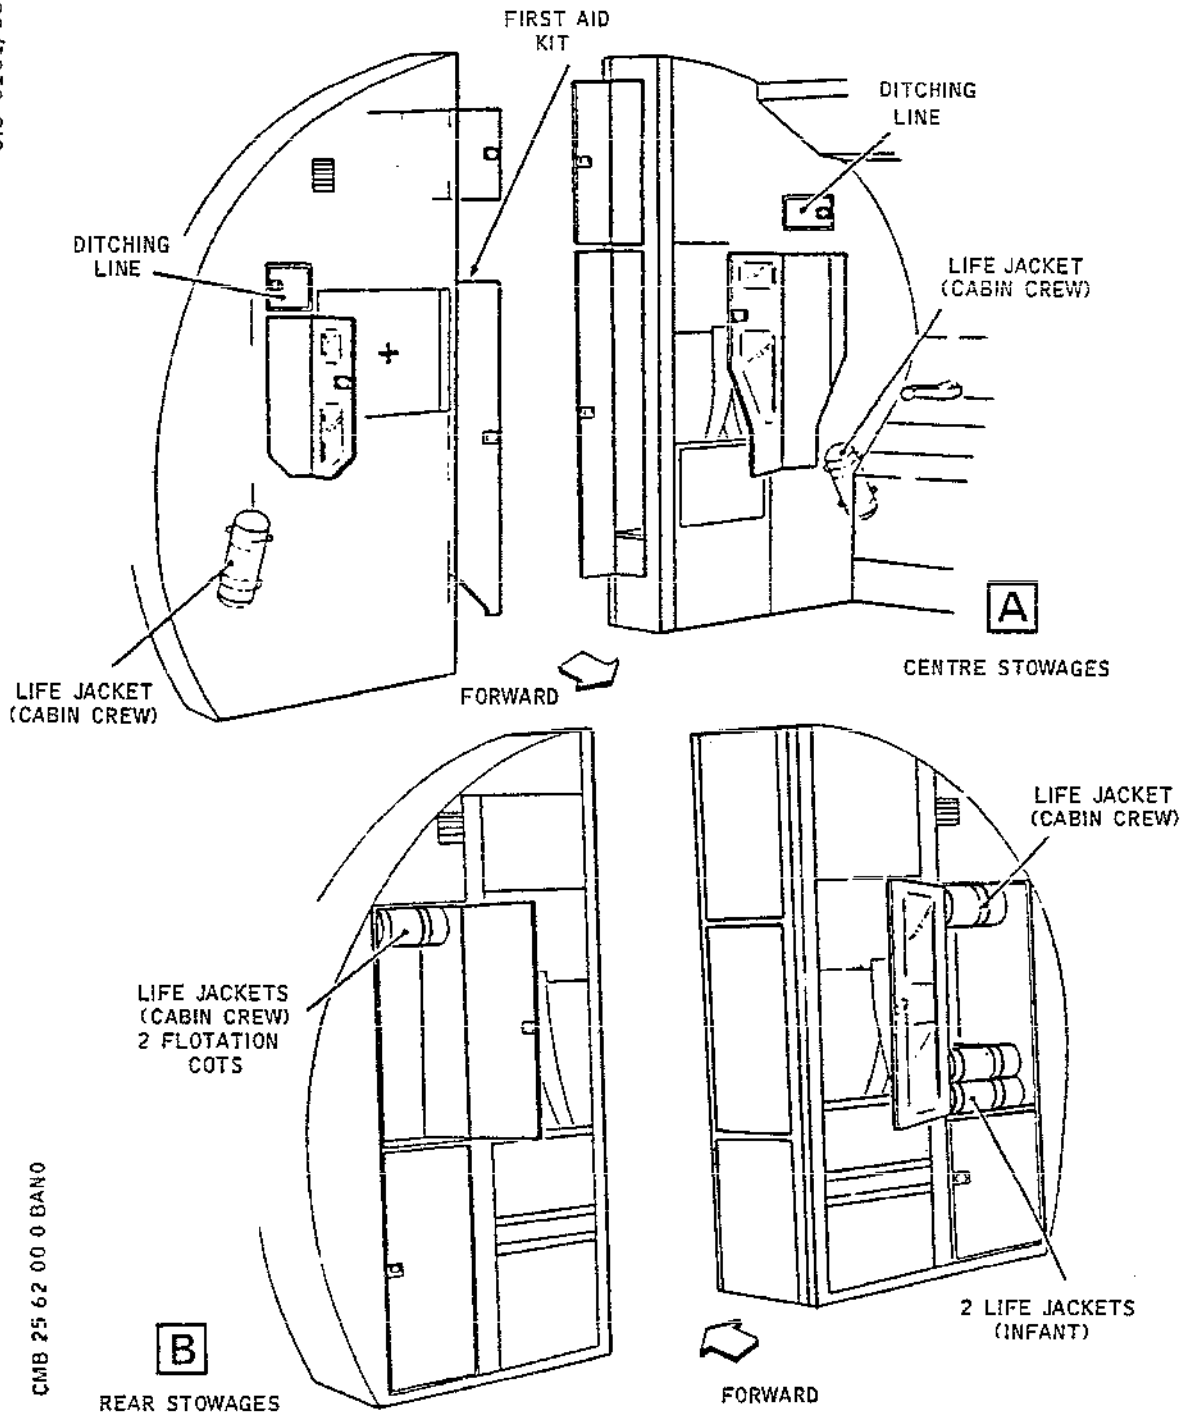 FIRST AID
KIT
DITCHING
LINE
DITCHING
LINE
LIFE JACKET
(CABIN CREW)
A
CENTRE STOWAGES
LIFE JACKET
(CABIN CREW)
FORWARD
LIFE JACKET
(CABIN CREW)
LIFE JACKETS
(CABIN CREW)
2 FLOTATION
COTS
2 LIFE JACKETS
(INFANT)
B
REAR STOWAGES
FORWARD
CMB 25 62 00 0 BANO